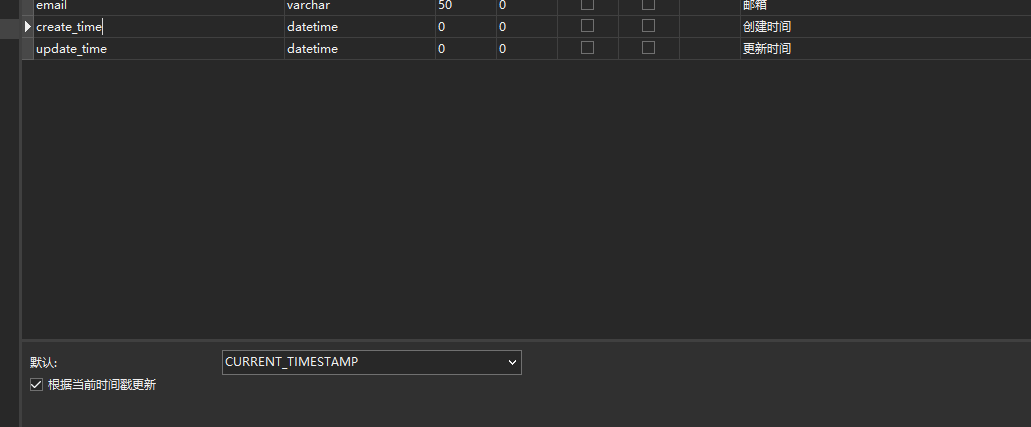 email varchar 50 0 邮箱
create_time datetime 0 0 创建时间
update_time datetime 0 0 更新时间
默认: CURRENT_TIMESTAMP
根据当前时间戳更新